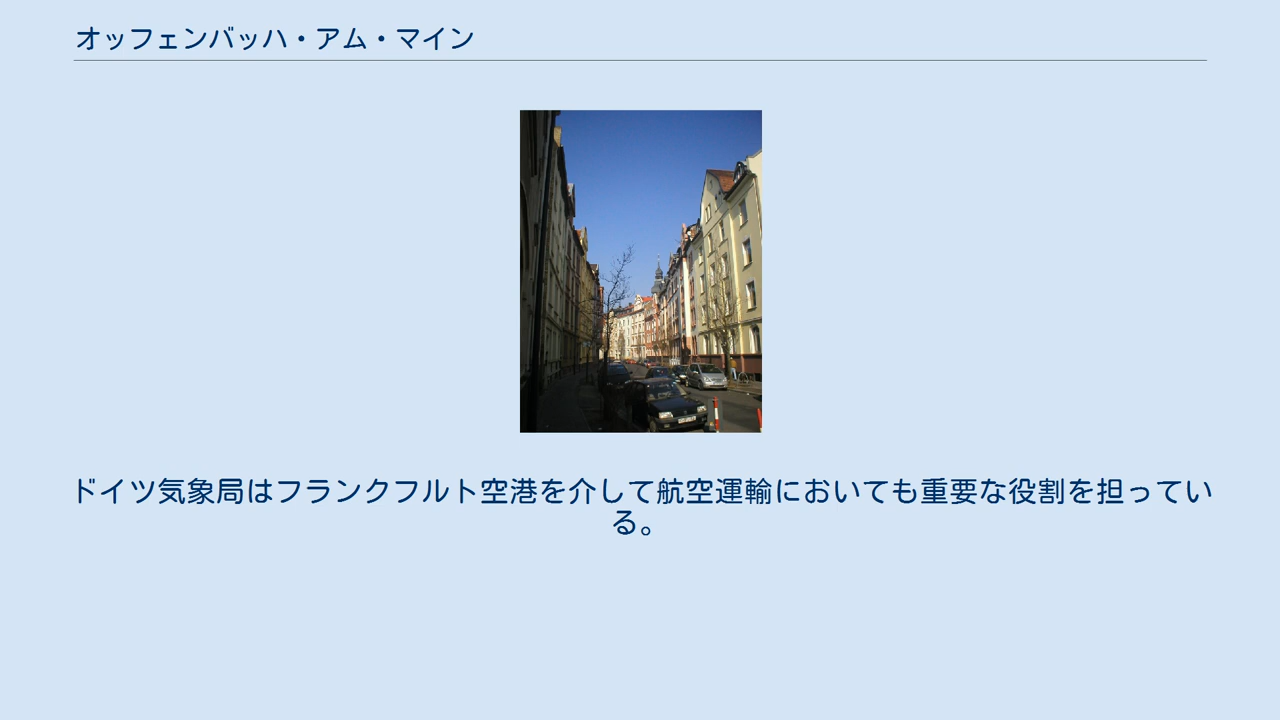 オッフェンバッハ・アム・マイン
ドイツ気象局はフランクフルト空港を介して航空運輸においても重要な役割を担ってい
る。